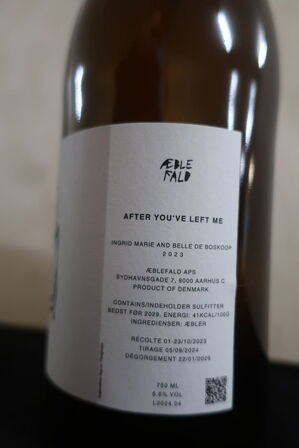 ÆBLE
FALD
AFTER YOU'VE LEFT ME
INGRID MARIE AND BELLE DE BOSKOOP
2023
ÆBLEFALD APS
SYDHAVNSGADE 7, 8000 AARHUS C
PRODUCT OF DENMARK
CONTAINS/INDEHOLDER SULFITTER
BEDST FØR 2029. ENERGI: 41KCAL/100G
INGREDIENSER: ÆBLER
RÉCOLTE 01-23/10/2023
TIRAGE 05/09/2024
DÉGORGEMENT 22/01/2025
750 ML
5.6% VOL
L2024.04